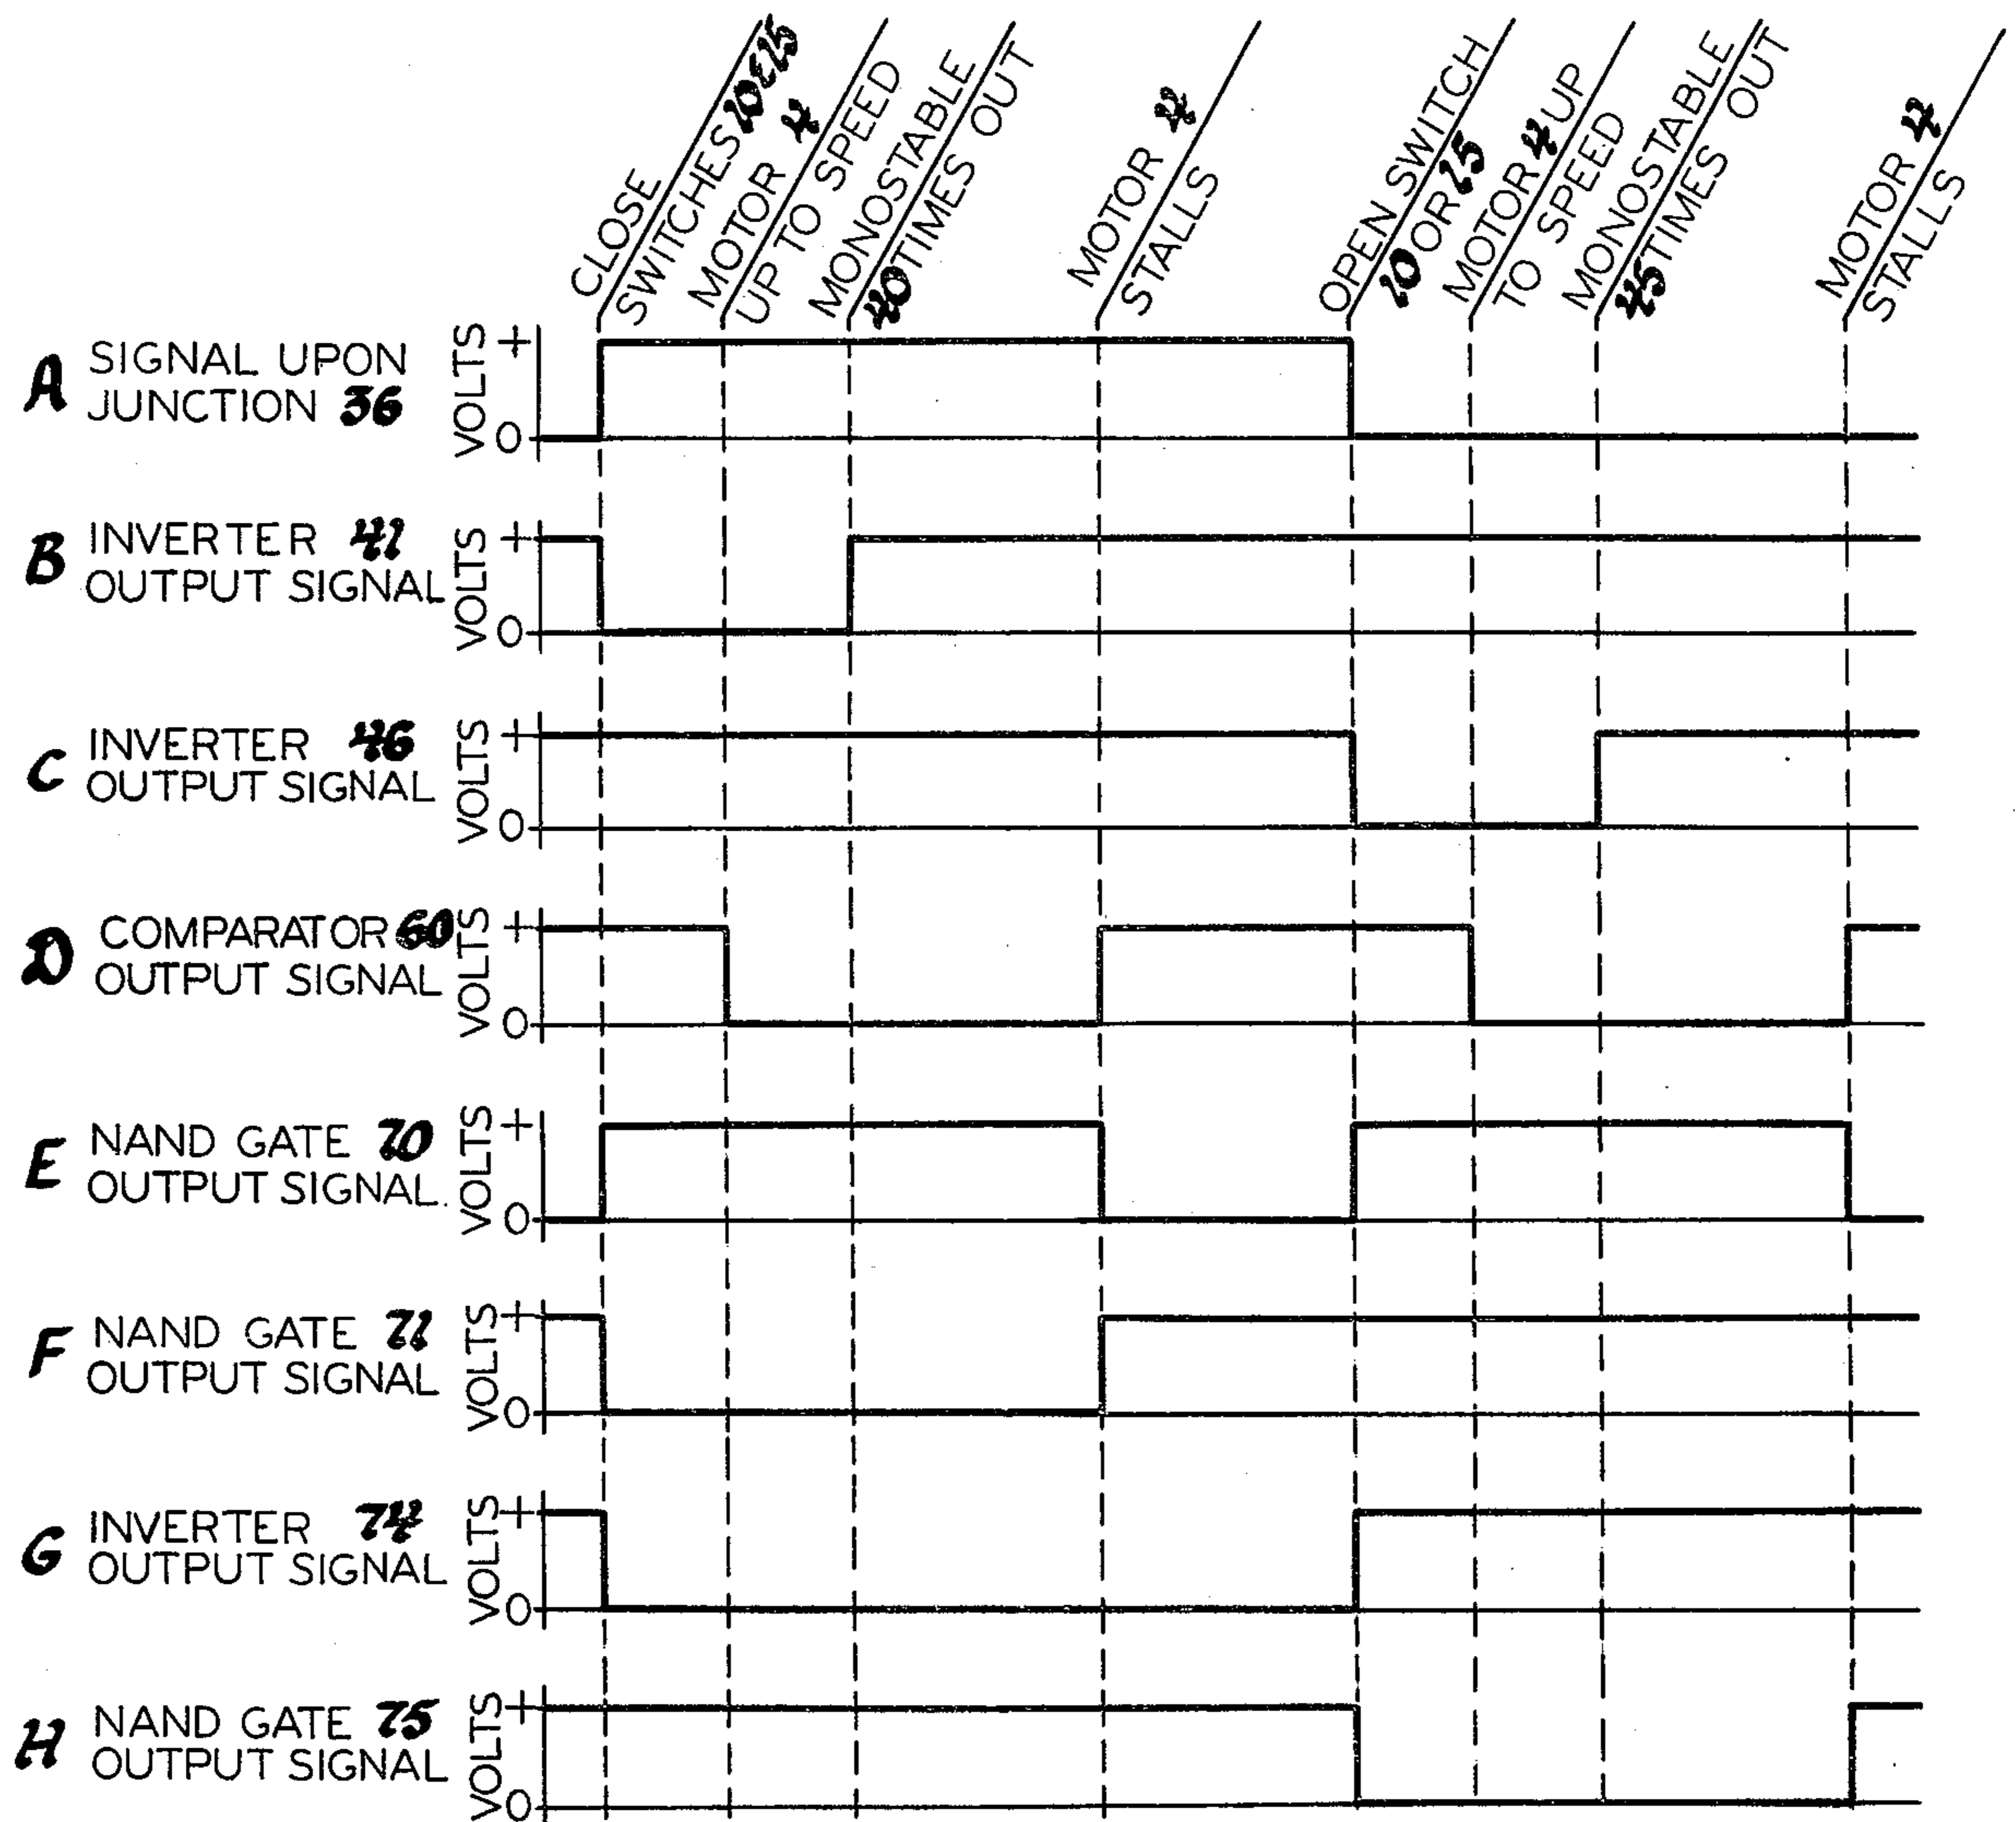 CLOSE
SWITCHES 20 & 25
MOTOR 4
UP TO SPEED
MONOSTABLE
40 TIMES OUT
MOTOR 4
STALLS
OPEN SWITCH
20 OR 25
MOTOR 4 UP
TO SPEED
MONOSTABLE
45 TIMES OUT
MOTOR 4
STALLS
A SIGNAL UPON
JUNCTION 36
VOLTS
+
0
B INVERTER 41
OUTPUT SIGNAL
VOLTS
+
0
C INVERTER 46
OUTPUT SIGNAL
VOLTS
+
0
D COMPARATOR 60
OUTPUT SIGNAL
VOLTS
+
0
E NAND GATE 70
OUTPUT SIGNAL
VOLTS
+
0
F NAND GATE 71
OUTPUT SIGNAL
VOLTS
+
0
G INVERTER 74
OUTPUT SIGNAL
VOLTS
+
0
H NAND GATE 75
OUTPUT SIGNAL
VOLTS
+
0